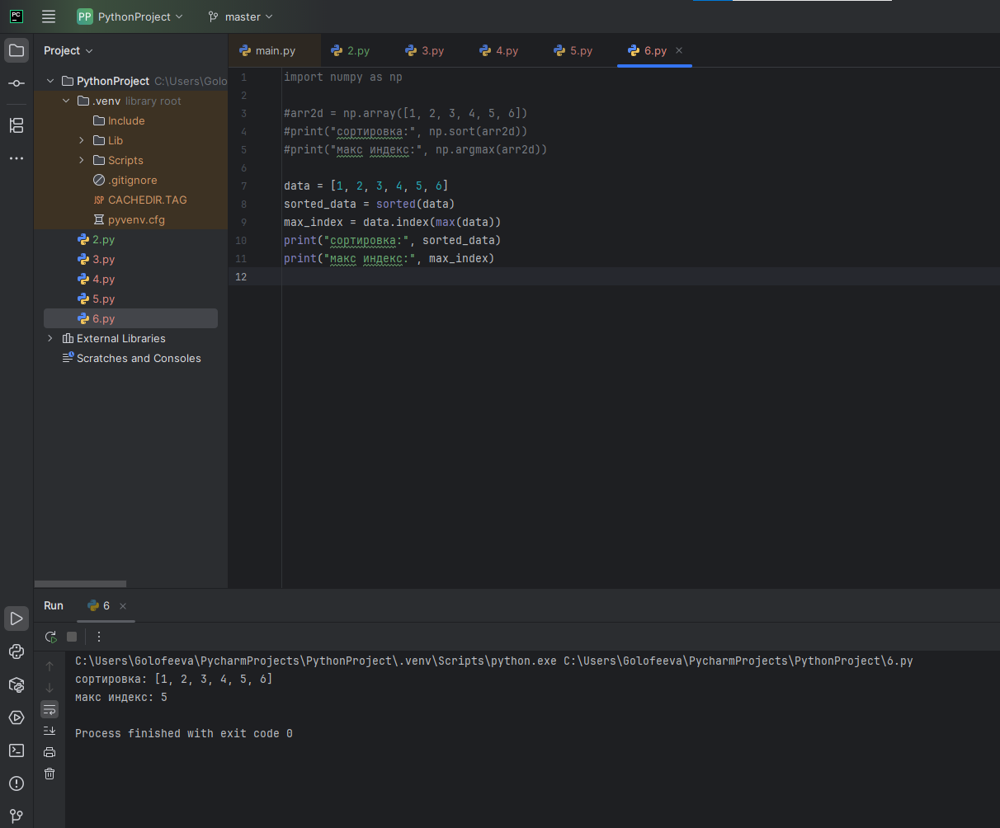 PC
PP PythonProject master
Project
main.py 2.py 3.py 4.py 5.py 6.py
PythonProject C:\Users\Golo
.venv library root
Include
Lib
Scripts
.gitignore
JSP CACHEDIR.TAG
pyvenv.cfg
2.py
3.py
4.py
5.py
6.py
External Libraries
Scratches and Consoles
1 import numpy as np
2
3 #arr2d = np.array([1, 2, 3, 4, 5, 6])
4 #print("сортировка:", np.sort(arr2d))
5 #print("макс индекс:", np.argmax(arr2d))
6
7 data = [1, 2, 3, 4, 5, 6]
8 sorted_data = sorted(data)
9 max_index = data.index(max(data))
10 print("сортировка:", sorted_data)
11 print("макс индекс:", max_index)
12
Run 6
C:\Users\Golofeeva\PycharmProjects\PythonProject\.venv\Scripts\python.exe C:\Users\Golofeeva\PycharmProjects\PythonProject\6.py
сортировка: [1, 2, 3, 4, 5, 6]
макс индекс: 5
Process finished with exit code 0